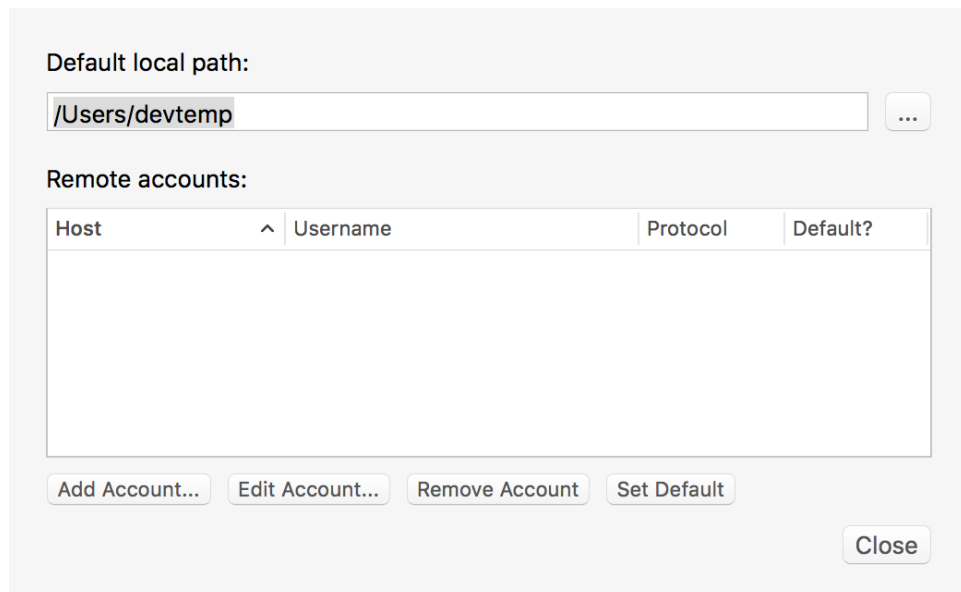 Default local path:
/Users/devtemp ...
Remote accounts:
Host Username Protocol Default?
Add Account... Edit Account... Remove Account Set Default
Close